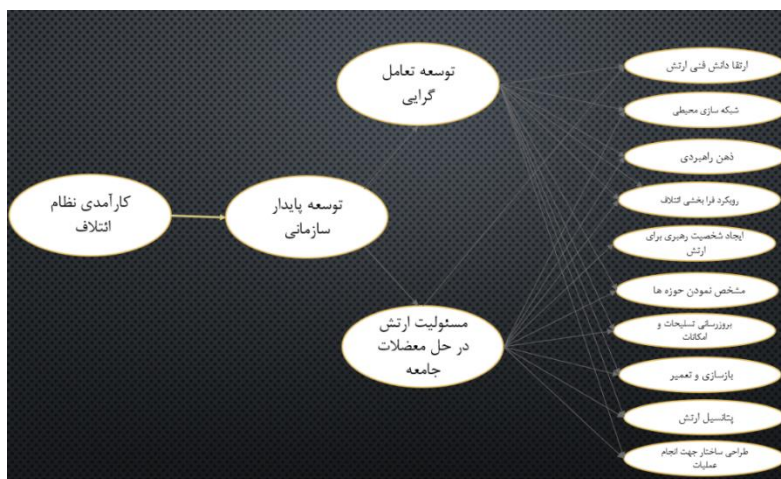 توسعه تعامل
گرایی
ارتقا دانش فنی ارتش
شبکه سازی محیطی
ذهن راهبردی
رویکرد فرا بخشی ائتلاف
کارآمدی نظام
ائتلاف
توسعه پایدار
سازمانی
ایجاد شخصیت رهبری برای
ارتش
مشخص نمودن حوزه ها
مسئولیت ارتش
در حل معضلات
جامعه
بروزرسانی تسلیحات و
امکانات
بازسازی و تعمیر
پتانسیل ارتش
طراحی ساختار جهت انجام
عملیات